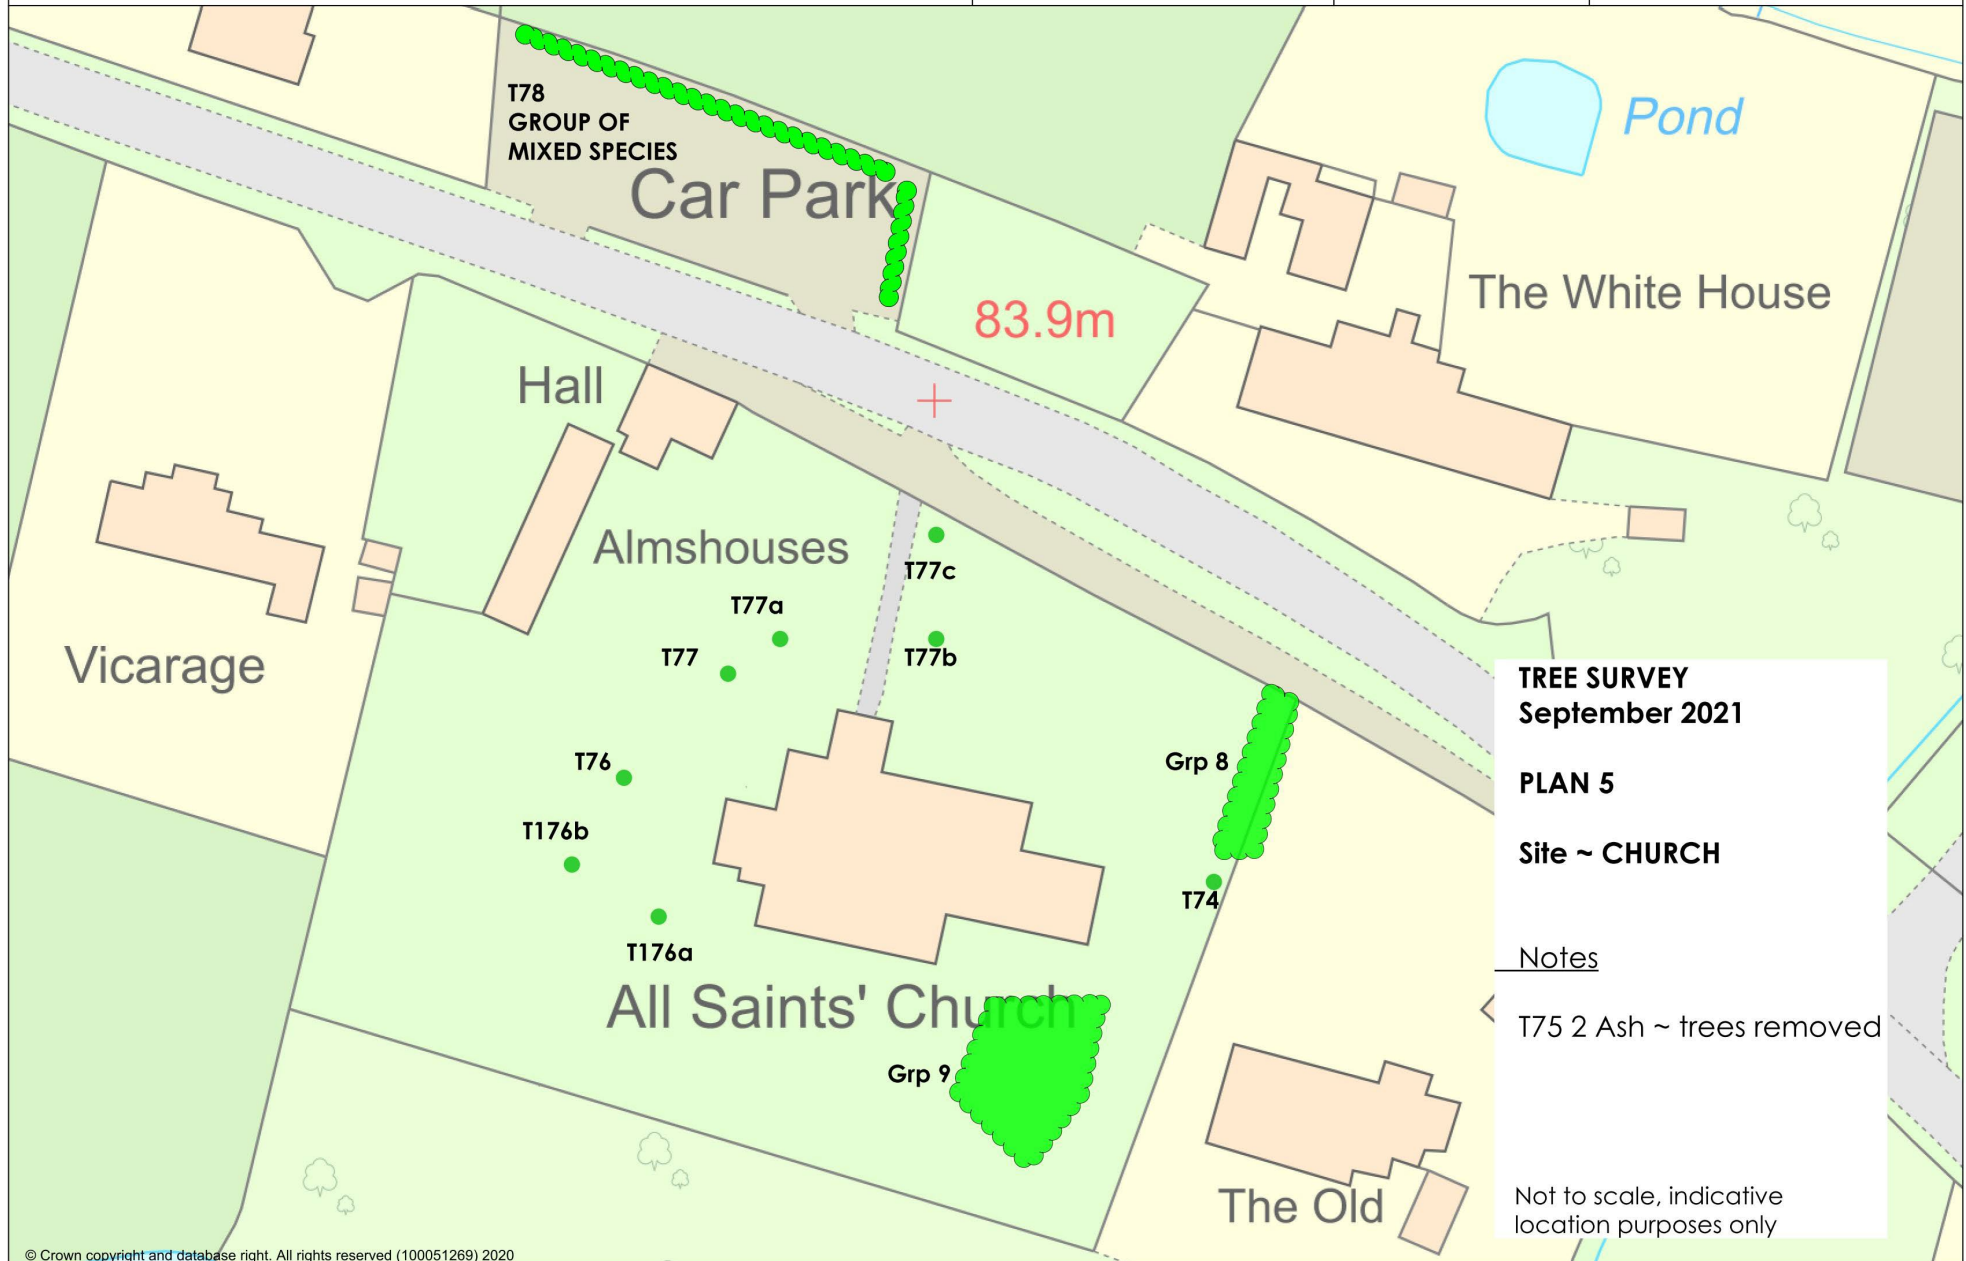 T78
GROUP OF
MIXED SPECIES
Car Park
Pond
The White House
83.9m
Hall
Almshouses
T77c
T77a
T77
T77b
Vicarage
T76
T176b
T176a
Grp 8
T74
All Saints' Church
Grp 9
The Old
TREE SURVEY
September 2021
PLAN 5
Site ~ CHURCH
Notes
T75 2 Ash ~ trees removed
Not to scale, indicative
location purposes only
© Crown copyright and database right. All rights reserved (100051269) 2020